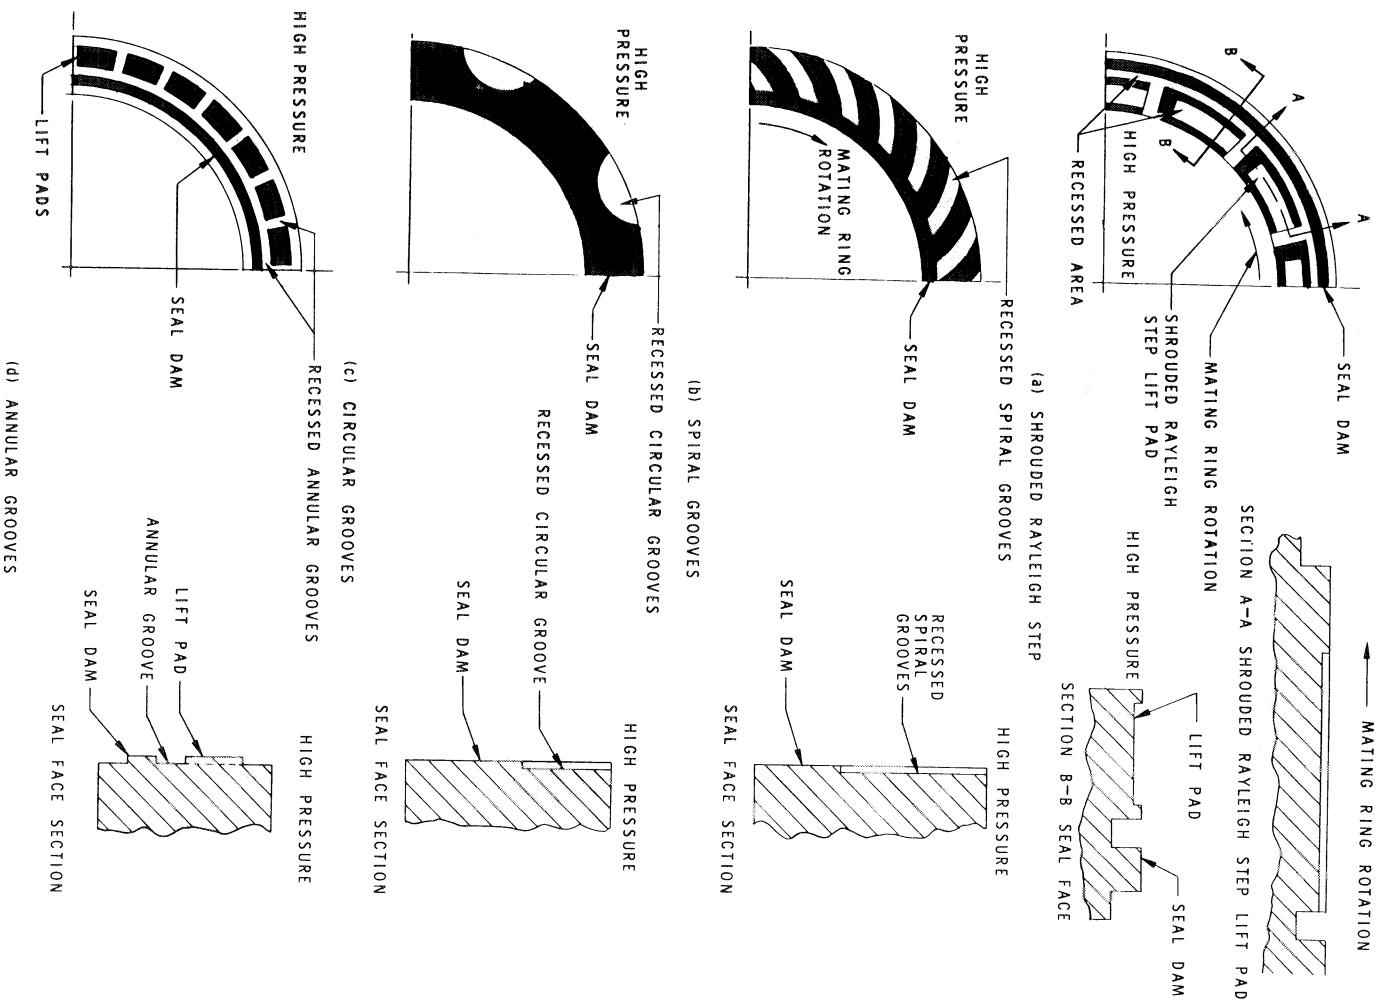 SEAL DAM
A
A
B
B
HIGH PRESSURE
RECESSED AREA
SHROUDED RAYLEIGH
STEP LIFT PAD
MATING RING ROTATION
MATING RING ROTATION
SECTION A-A SHROUDED RAYLEIGH STEP LIFT PAD
HIGH PRESSURE
LIFT PAD
SEAL DAM
SECTION B-B SEAL FACE
(a) SHROUDED RAYLEIGH STEP
HIGH
PRESSURE
MATING RING
ROTATION
RECESSED SPIRAL GROOVES
SEAL DAM
RECESSED
SPIRAL
GROOVES
SEAL DAM
HIGH PRESSURE
SEAL FACE SECTION
(b) SPIRAL GROOVES
HIGH
PRESSURE
RECESSED CIRCULAR GROOVES
SEAL DAM
RECESSED CIRCULAR GROOVE
SEAL DAM
HIGH PRESSURE
SEAL FACE SECTION
(c) CIRCULAR GROOVES
HIGH PRESSURE
LIFT PADS
RECESSED ANNULAR GROOVES
SEAL DAM
LIFT PAD
ANNULAR GROOVE
SEAL DAM
HIGH PRESSURE
SEAL FACE SECTION
(d) ANNULAR GROOVES